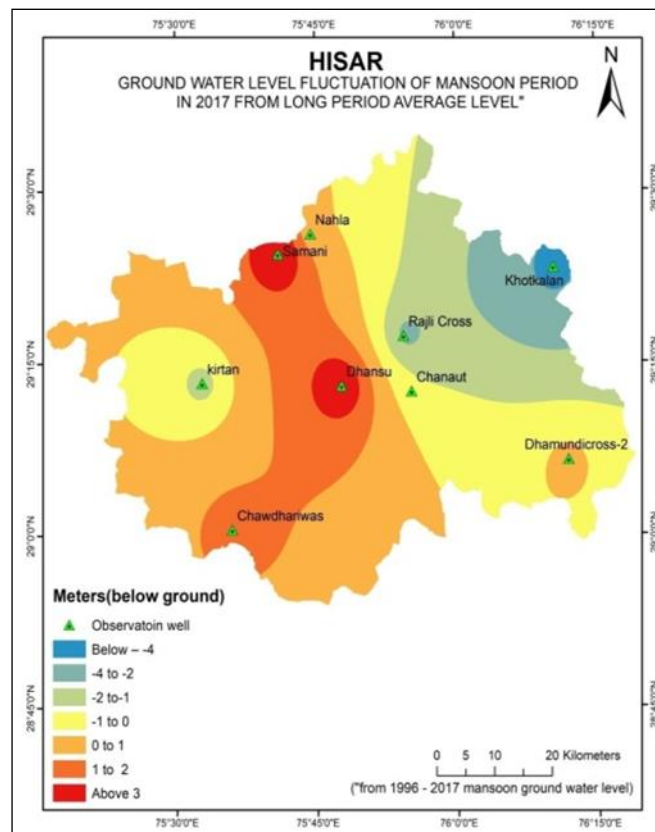 75°30'0"E 75°45'0"E 76°0'0"E 76°15'0"E
HISAR
GROUND WATER LEVEL FLUCTUATION OF MANSOON PERIOD
IN 2017 FROM LONG PERIOD AVERAGE LEVEL"
N
29°30'0"N
Nahla
Samani
Khotkalan
Rajli Cross
29°15'0"N
kirtan
Dhansu
Chanaut
Dhamundicross-2
Chawdhariwas
29°0'0"N
Meters(below ground)
Observatoin well
Below – -4
-4 to -2
-2 to-1
-1 to 0
0 to 1
1 to 2
Above 3
28°45'0"N
0 5 10 20 Kilometers
("from 1996 - 2017 mansoon ground water level)
75°30'0"E 75°45'0"E 76°0'0"E 76°15'0"E